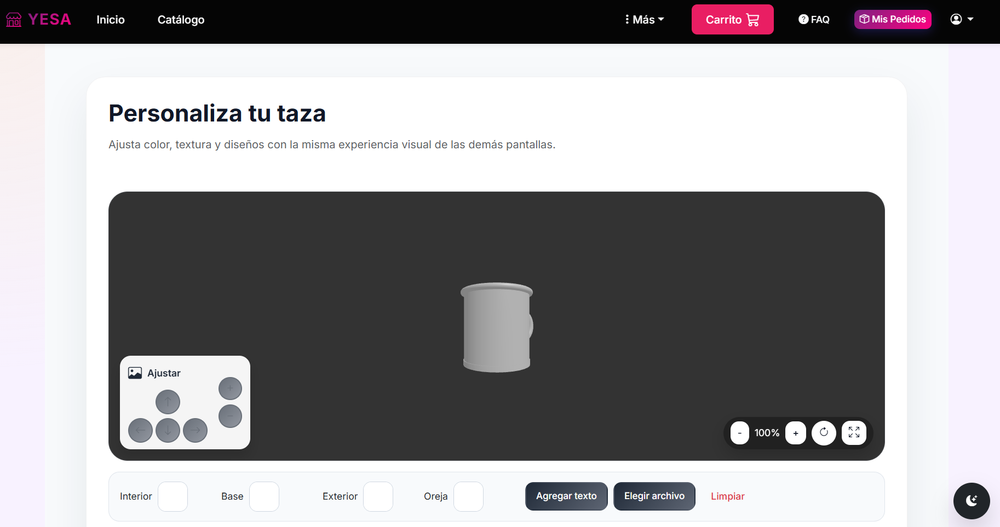 YESA Inicio Catálogo Más Carrito FAQ Mis Pedidos
Personaliza tu taza
Ajusta color, textura y diseños con la misma experiencia visual de las demás pantallas.
Ajustar
- 100% +
Interior Base Exterior Oreja Agregar texto Elegir archivo Limpiar